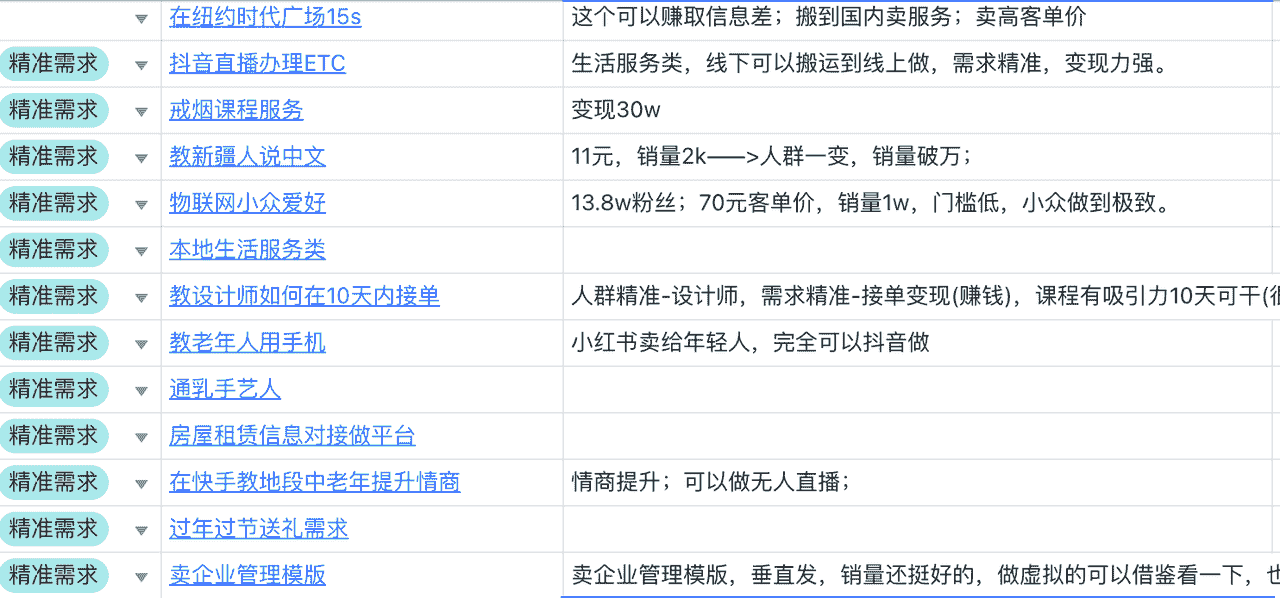 在纽约时代广场15s 这个可以赚取信息差；搬到国内卖服务；卖高客单价
精准需求 抖音直播办理ETC 生活服务类，线下可以搬运到线上做，需求精准，变现力强。
精准需求 戒烟课程服务 变现30w
精准需求 教新疆人说中文 11元，销量2k——>人群一变，销量破万；
精准需求 物联网小众爱好 13.8w粉丝；70元客单价，销量1w，门槛低，小众做到极致。
精准需求 本地生活服务类
精准需求 教设计师如何在10天内接单 人群精准-设计师，需求精准-接单变现(赚钱)，课程有吸引力10天可干(
精准需求 教老年人用手机 小红书卖给年轻人，完全可以抖音做
精准需求 通乳手艺人
精准需求 房屋租赁信息对接做平台
精准需求 在快手教地段中老年提升情商 情商提升；可以做无人直播；
精准需求 过年过节送礼需求
精准需求 卖企业管理模版 卖企业管理模版，垂直发，销量还挺好的，做虚拟的可以借鉴看一下，